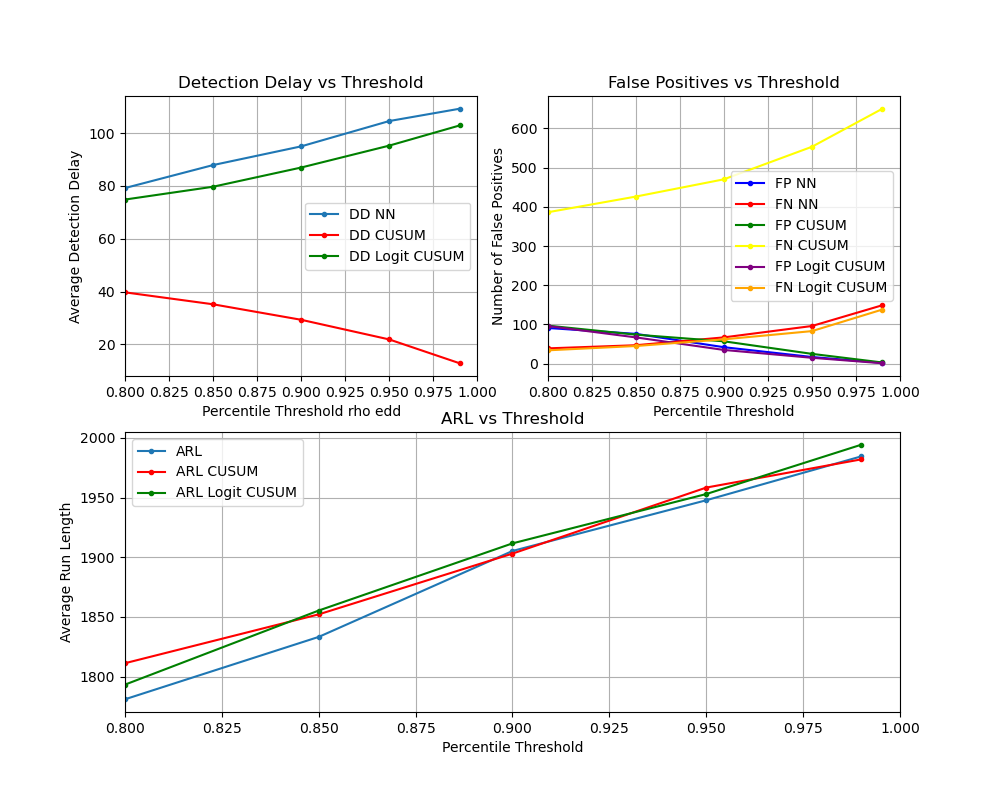 Detection Delay vs Threshold
Average Detection Delay
100
80
60
40
20
DD NN
DD CUSUM
DD Logit CUSUM
0.800 0.825 0.850 0.875 0.900 0.925 0.950 0.975 1.000
Percentile Threshold rho edd
False Positives vs Threshold
Number of False Positives
600
500
400
300
200
100
0
FP NN
FN NN
FP CUSUM
FN CUSUM
FP Logit CUSUM
FN Logit CUSUM
0.800 0.825 0.850 0.875 0.900 0.925 0.950 0.975 1.000
Percentile Threshold
ARL vs Threshold
Average Run Length
2000
1950
1900
1850
1800
ARL
ARL CUSUM
ARL Logit CUSUM
0.800 0.825 0.850 0.875 0.900 0.925 0.950 0.975 1.000
Percentile Threshold